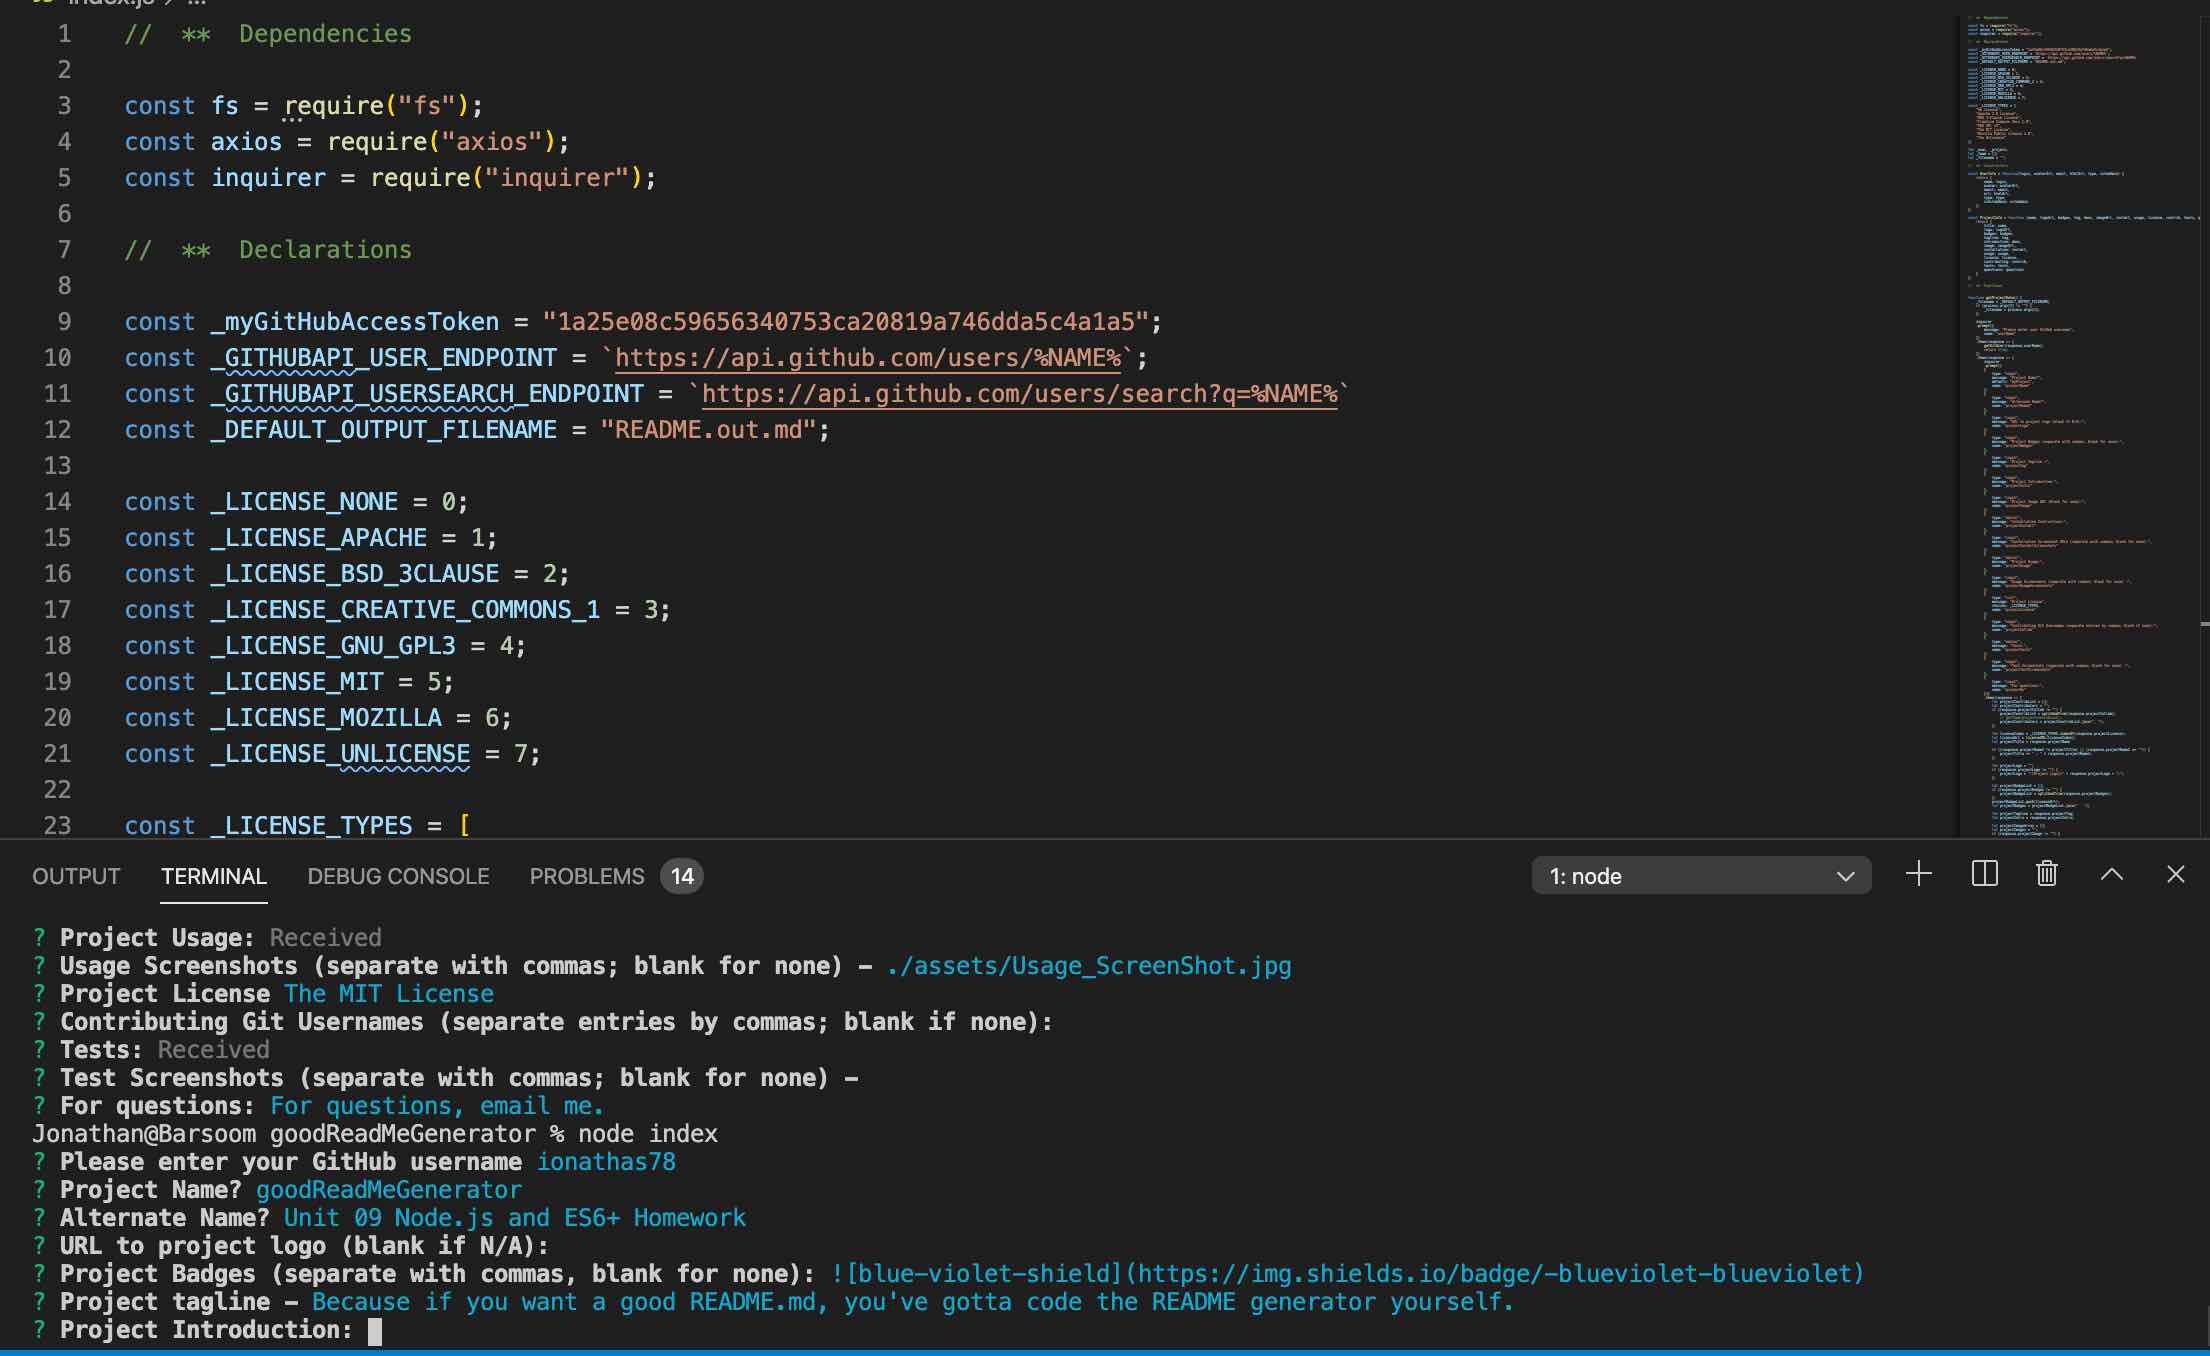 index.js > ...
1 // ** Dependencies
2
3 const fs = require("fs");
4 const axios = require("axios");
5 const inquirer = require("inquirer");
6
7 // ** Declarations
8
9 const _myGitHubAccessToken = "1a25e08c59656340753ca20819a746dda5c4a1a5";
10 const _GITHUBAPI_USER_ENDPOINT = `https://api.github.com/users/%NAME%`;
11 const _GITHUBAPI_USERSEARCH_ENDPOINT = `https://api.github.com/users/search?q=%NAME%`
12 const _DEFAULT_OUTPUT_FILENAME = "README.out.md";
13
14 const _LICENSE_NONE = 0;
15 const _LICENSE_APACHE = 1;
16 const _LICENSE_BSD_3CLAUSE = 2;
17 const _LICENSE_CREATIVE_COMMONS_1 = 3;
18 const _LICENSE_GNU_GPL3 = 4;
19 const _LICENSE_MIT = 5;
20 const _LICENSE_MOZILLA = 6;
21 const _LICENSE_UNLICENSE = 7;
22
23 const _LICENSE_TYPES = [
OUTPUT TERMINAL DEBUG CONSOLE PROBLEMS 14 1: node
? Project Usage: Received
? Usage Screenshots (separate with commas; blank for none) – ./assets/Usage_ScreenShot.jpg
? Project License The MIT License
? Contributing Git Usernames (separate entries by commas; blank if none):
? Tests: Received
? Test Screenshots (separate with commas; blank for none) –
? For questions: For questions, email me.
Jonathan@Barsoom goodReadMeGenerator % node index
? Please enter your GitHub username ionathas78
? Project Name? goodReadMeGenerator
? Alternate Name? Unit 09 Node.js and ES6+ Homework
? URL to project logo (blank if N/A):
? Project Badges (separate with commas, blank for none): ![blue-violet-shield](https://img.shields.io/badge/-blueviolet-blueviolet)
? Project tagline – Because if you want a good README.md, you've gotta code the README generator yourself.
? Project Introduction: